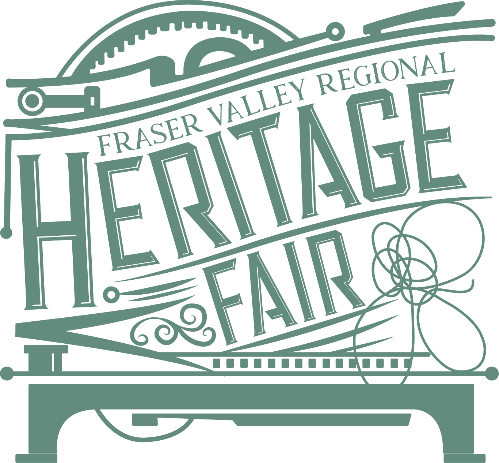 FRASER VALLEY REGIONAL
HERITAGE
FAIR